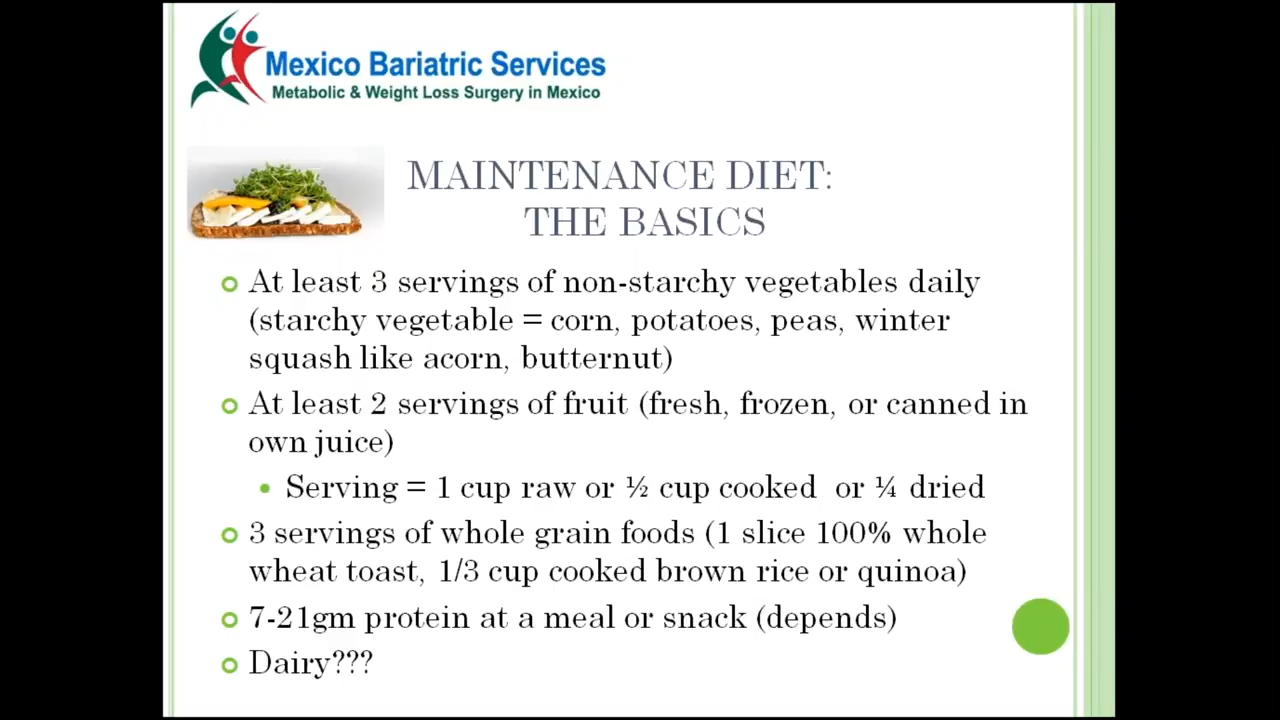 Mexico Bariatric Services
Metabolic & Weight Loss Surgery in Mexico
MAINTENANCE DIET:
THE BASICS
At least 3 servings of non-starchy vegetables daily
(starchy vegetable = corn, potatoes, peas, winter
squash like acorn, butternut)
At least 2 servings of fruit (fresh, frozen, or canned in
own juice)
Serving = 1 cup raw or ½ cup cooked or ¼ dried
3 servings of whole grain foods (1 slice 100% whole
wheat toast, 1/3 cup cooked brown rice or quinoa)
7-21gm protein at a meal or snack (depends)
Dairy???